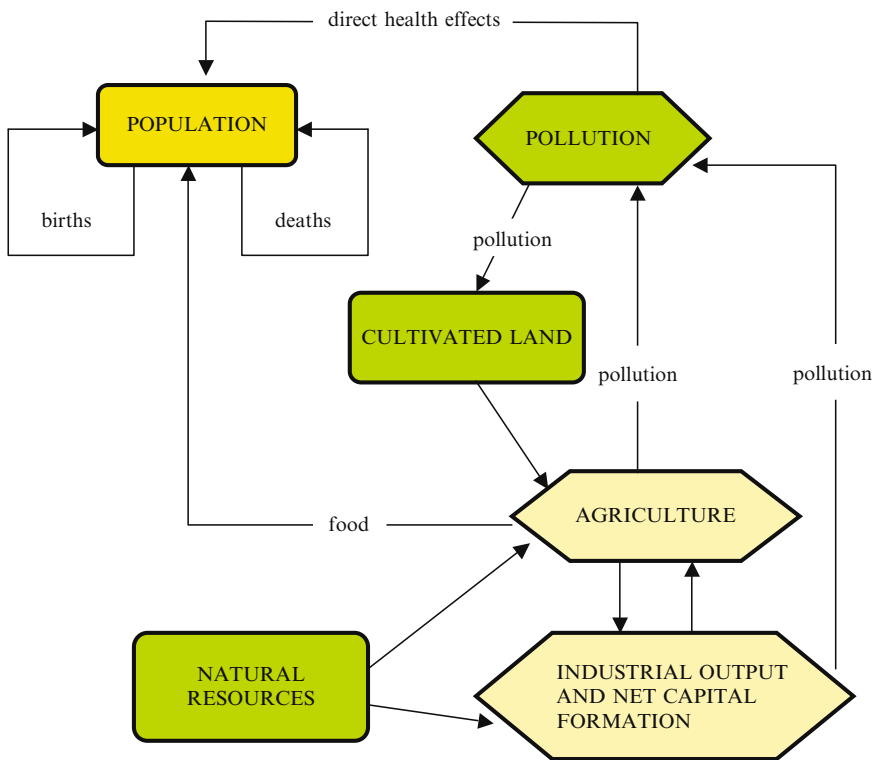 direct health effects
POPULATION
POLLUTION
births
deaths
pollution
CULTIVATED LAND
pollution
pollution
AGRICULTURE
food
NATURAL
RESOURCES
INDUSTRIAL OUTPUT
AND NET CAPITAL
FORMATION